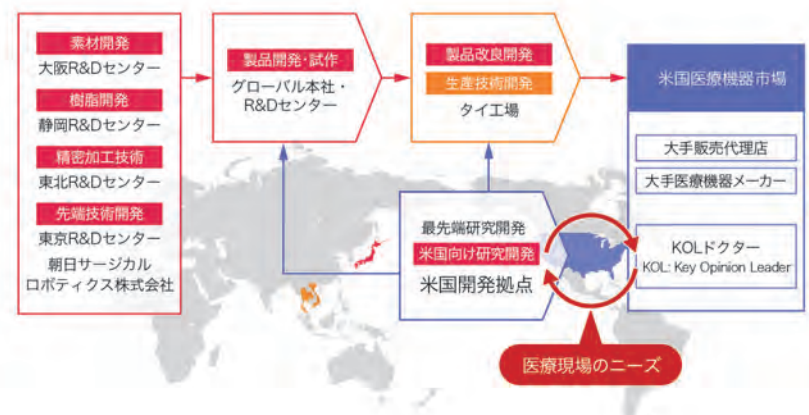 素材開発
大阪R&Dセンター
樹脂開発
静岡R&Dセンター
精密加工技術
東北R&Dセンター
先端技術開発
東京R&Dセンター
朝日サージカル
ロボティクス株式会社
製品開発・試作
グローバル本社・
R&Dセンター
製品改良開発
生産技術開発
タイ工場
米国医療機器市場
大手販売代理店
大手医療機器メーカー
KOLドクター
KOL: Key Opinion Leader
最先端研究開発
米国向け研究開発
米国開発拠点
医療現場のニーズ